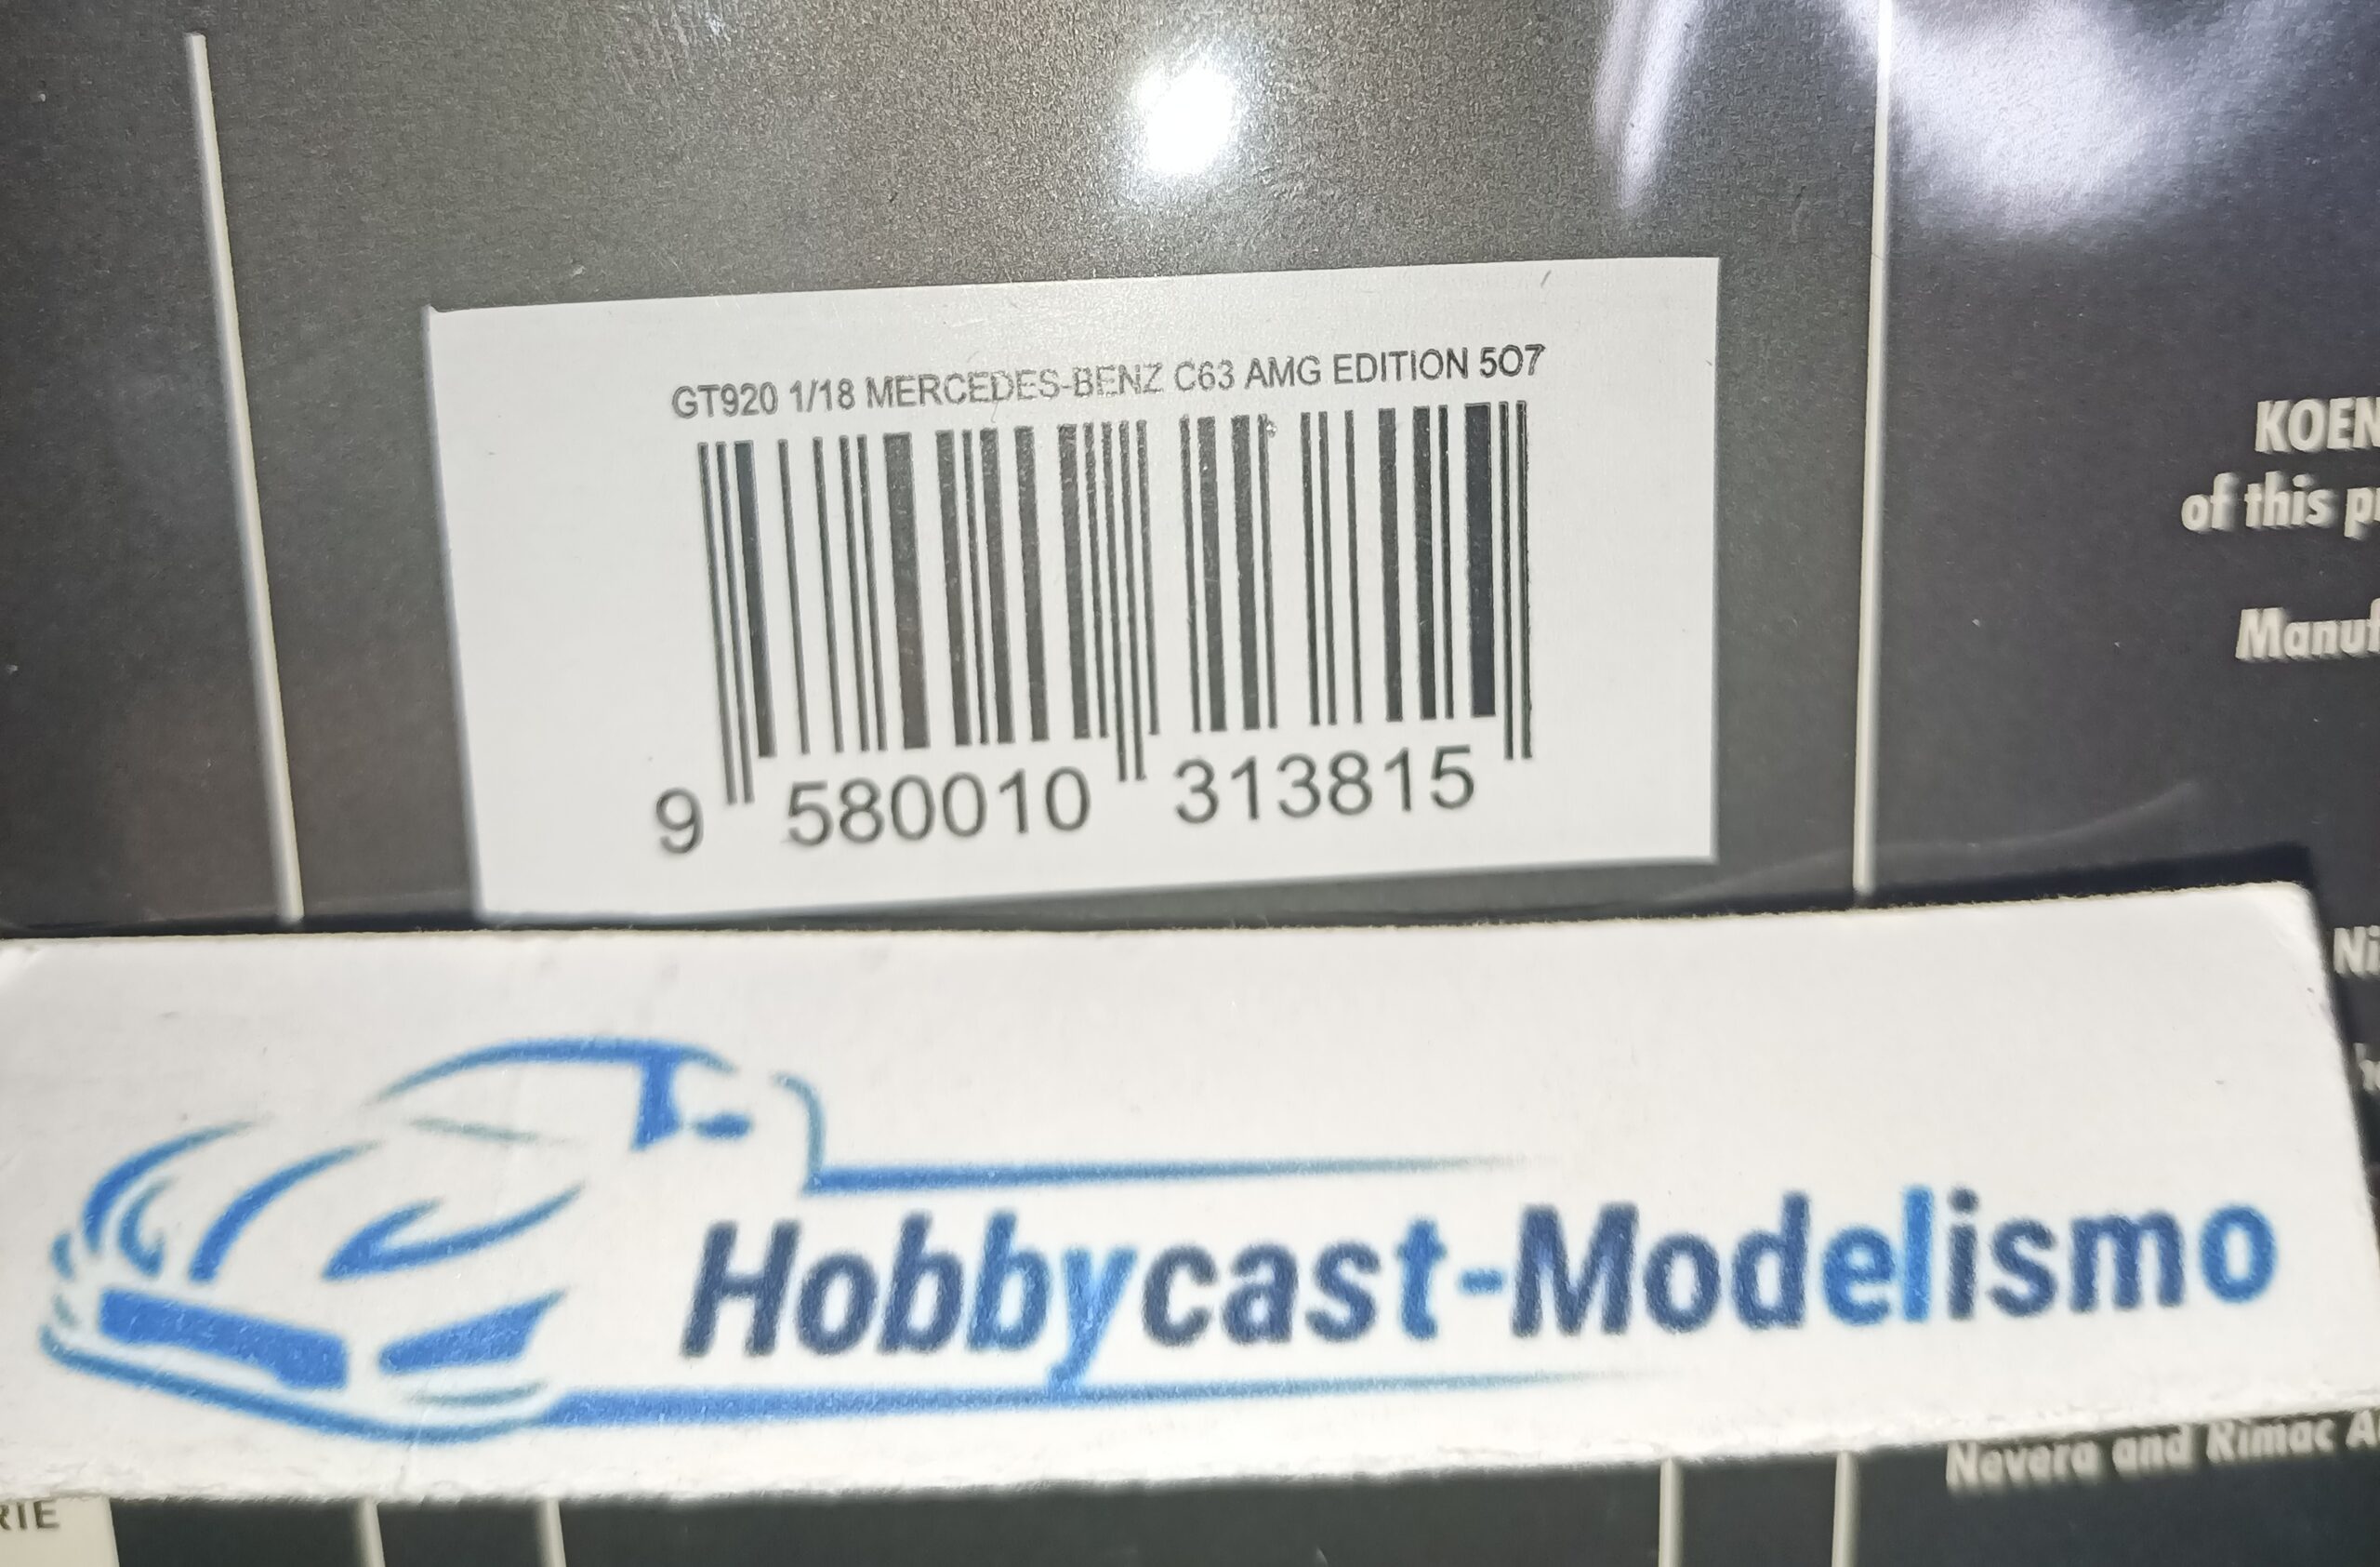 GT920 1/18 MERCEDES-BENZ C63 AMG EDITION 507
9 580010 313815
KOEN
of this p
Manuf
Ni
Hobbycast-Modelismo
Nevera and Rimac A
RIE